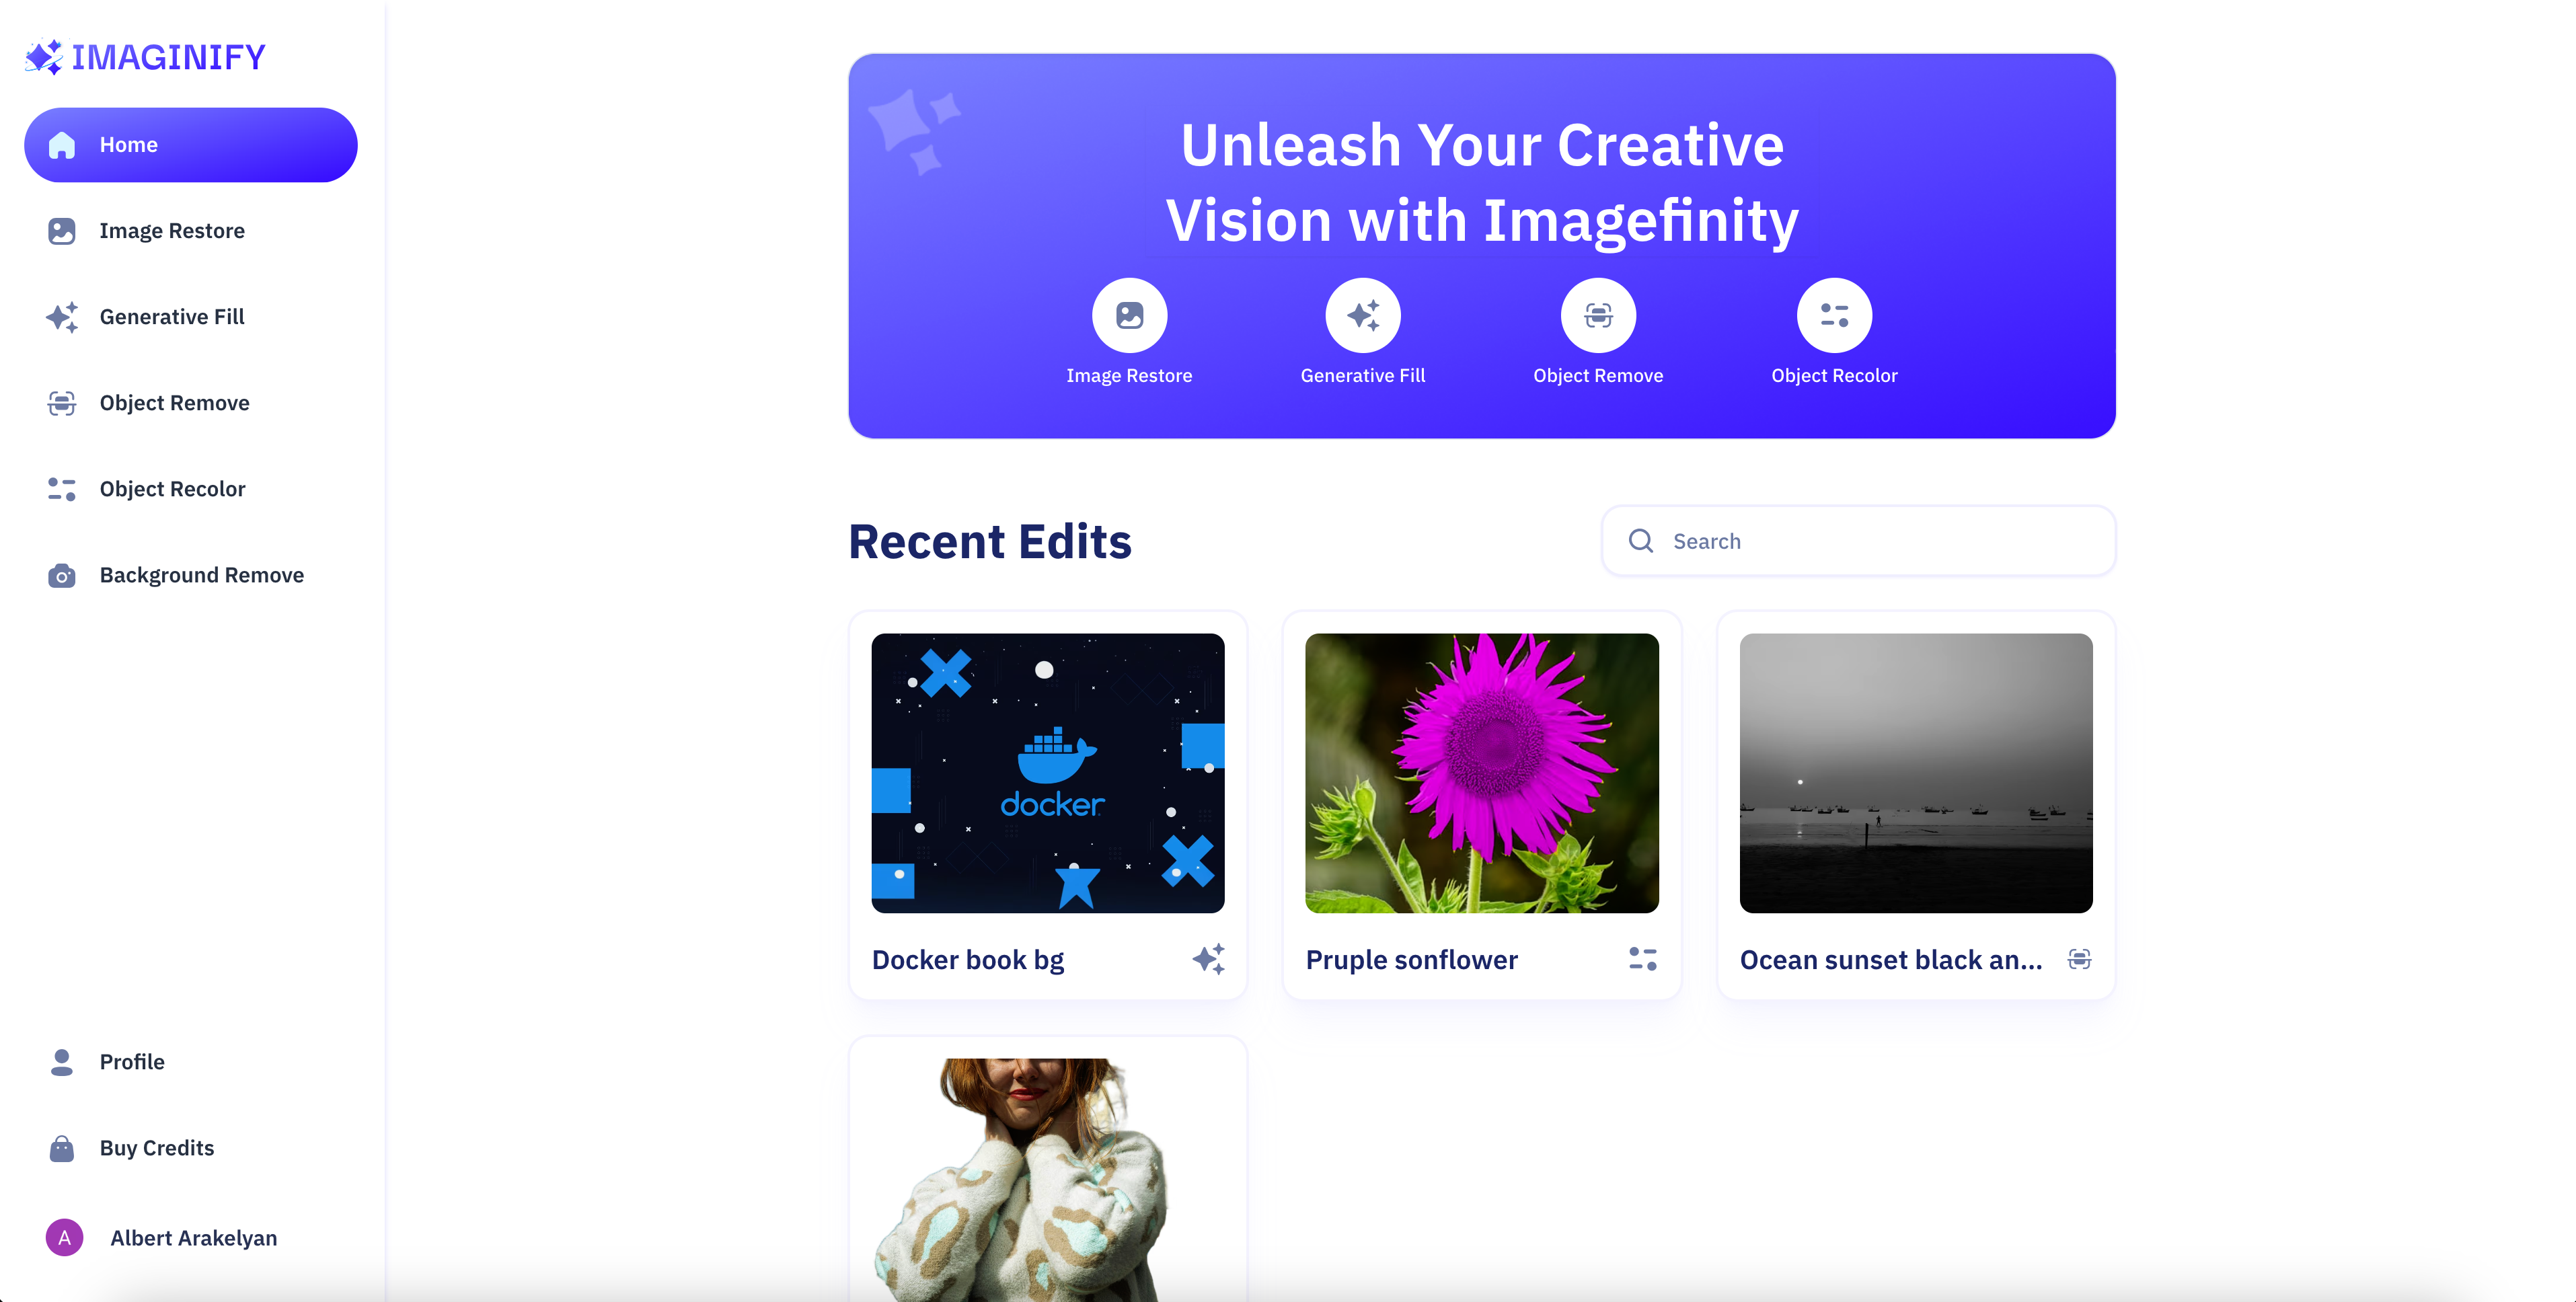 IMAGINIFY
Home
Image Restore
Generative Fill
Object Remove
Object Recolor
Background Remove
Profile
Buy Credits
A
Albert Arakelyan
Unleash Your Creative
Vision with Imagefinity
Image Restore
Generative Fill
Object Remove
Object Recolor
Recent Edits
Search
docker
Docker book bg
Pruple sonflower
Ocean sunset black an...